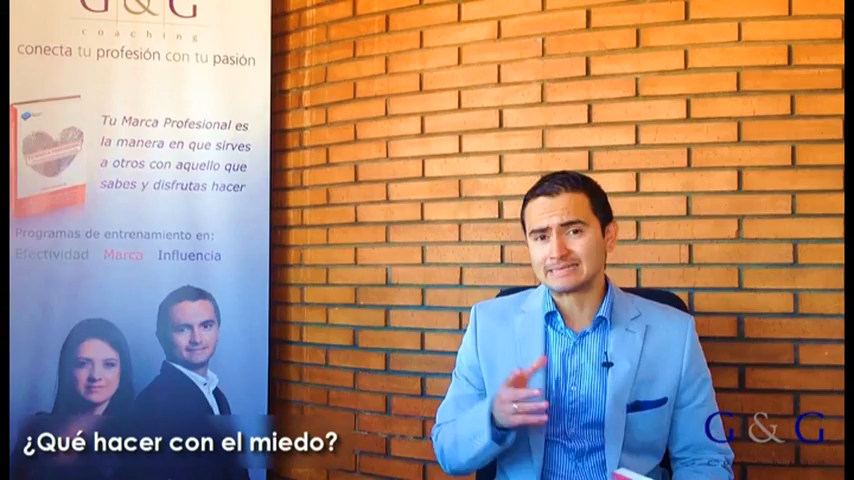 G & G
coaching
conecta tu profesión con tu pasión
Tu Marca Profesional es
la manera en que sirves
a otros con aquello que
sabes y disfrutas hacer
Programas de entrenamiento en:
Efectividad Marca Influencia
¿Qué hacer con el miedo?
G & G